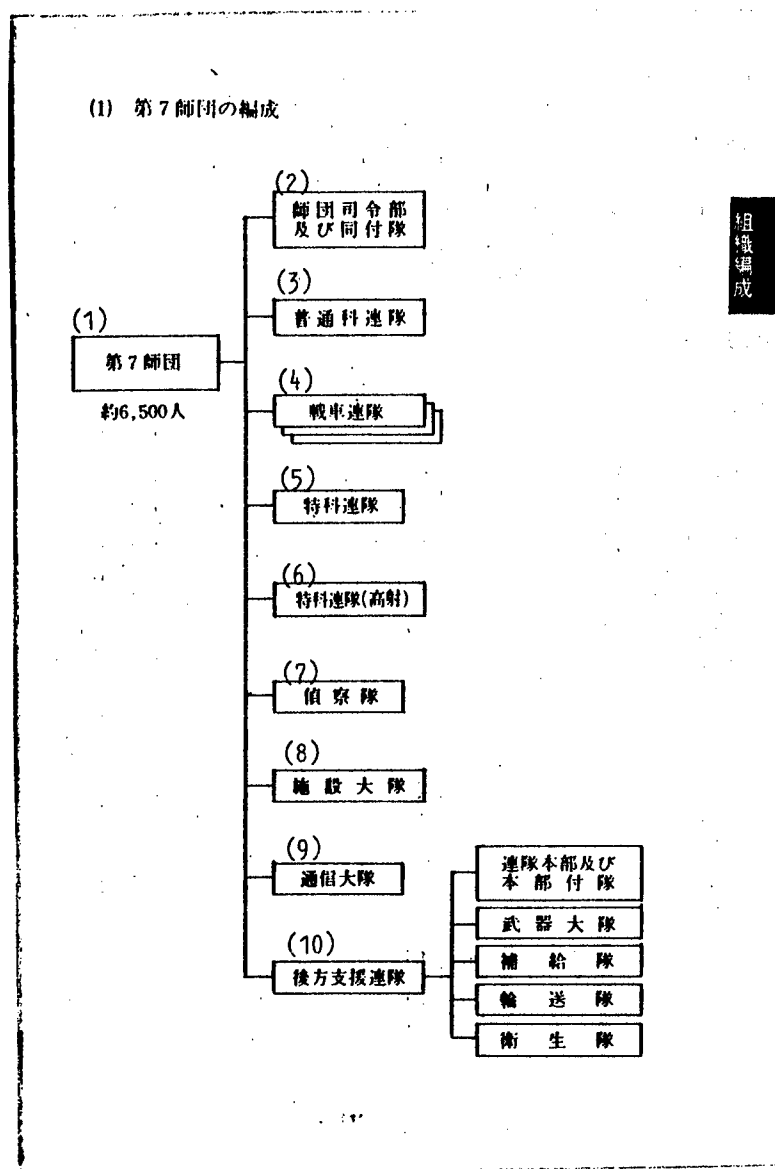 (1) 第7師団の編成
組織編成
(1)
第7師団
約6,500人
(2)
師団司令部
及び同付隊
(3)
普通科連隊
(4)
戦車連隊
(5)
特科連隊
(6)
特科連隊(高射)
(7)
偵察隊
(8)
施設大隊
(9)
通信大隊
(10)
後方支援連隊
連隊本部及び
本部付隊
武器大隊
補給隊
輸送隊
衛生隊